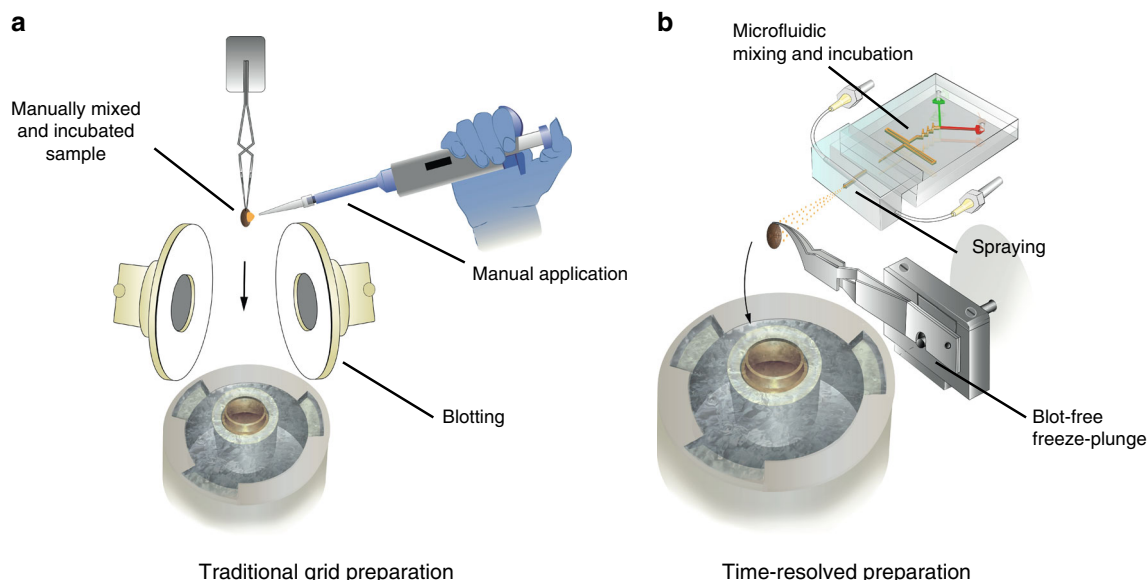 a
Manually mixed
and incubated
sample
Manual application
Blotting
Traditional grid preparation
b
Microfluidic
mixing and incubation
Spraying
Blot-free
freeze-plunge
Time-resolved preparation